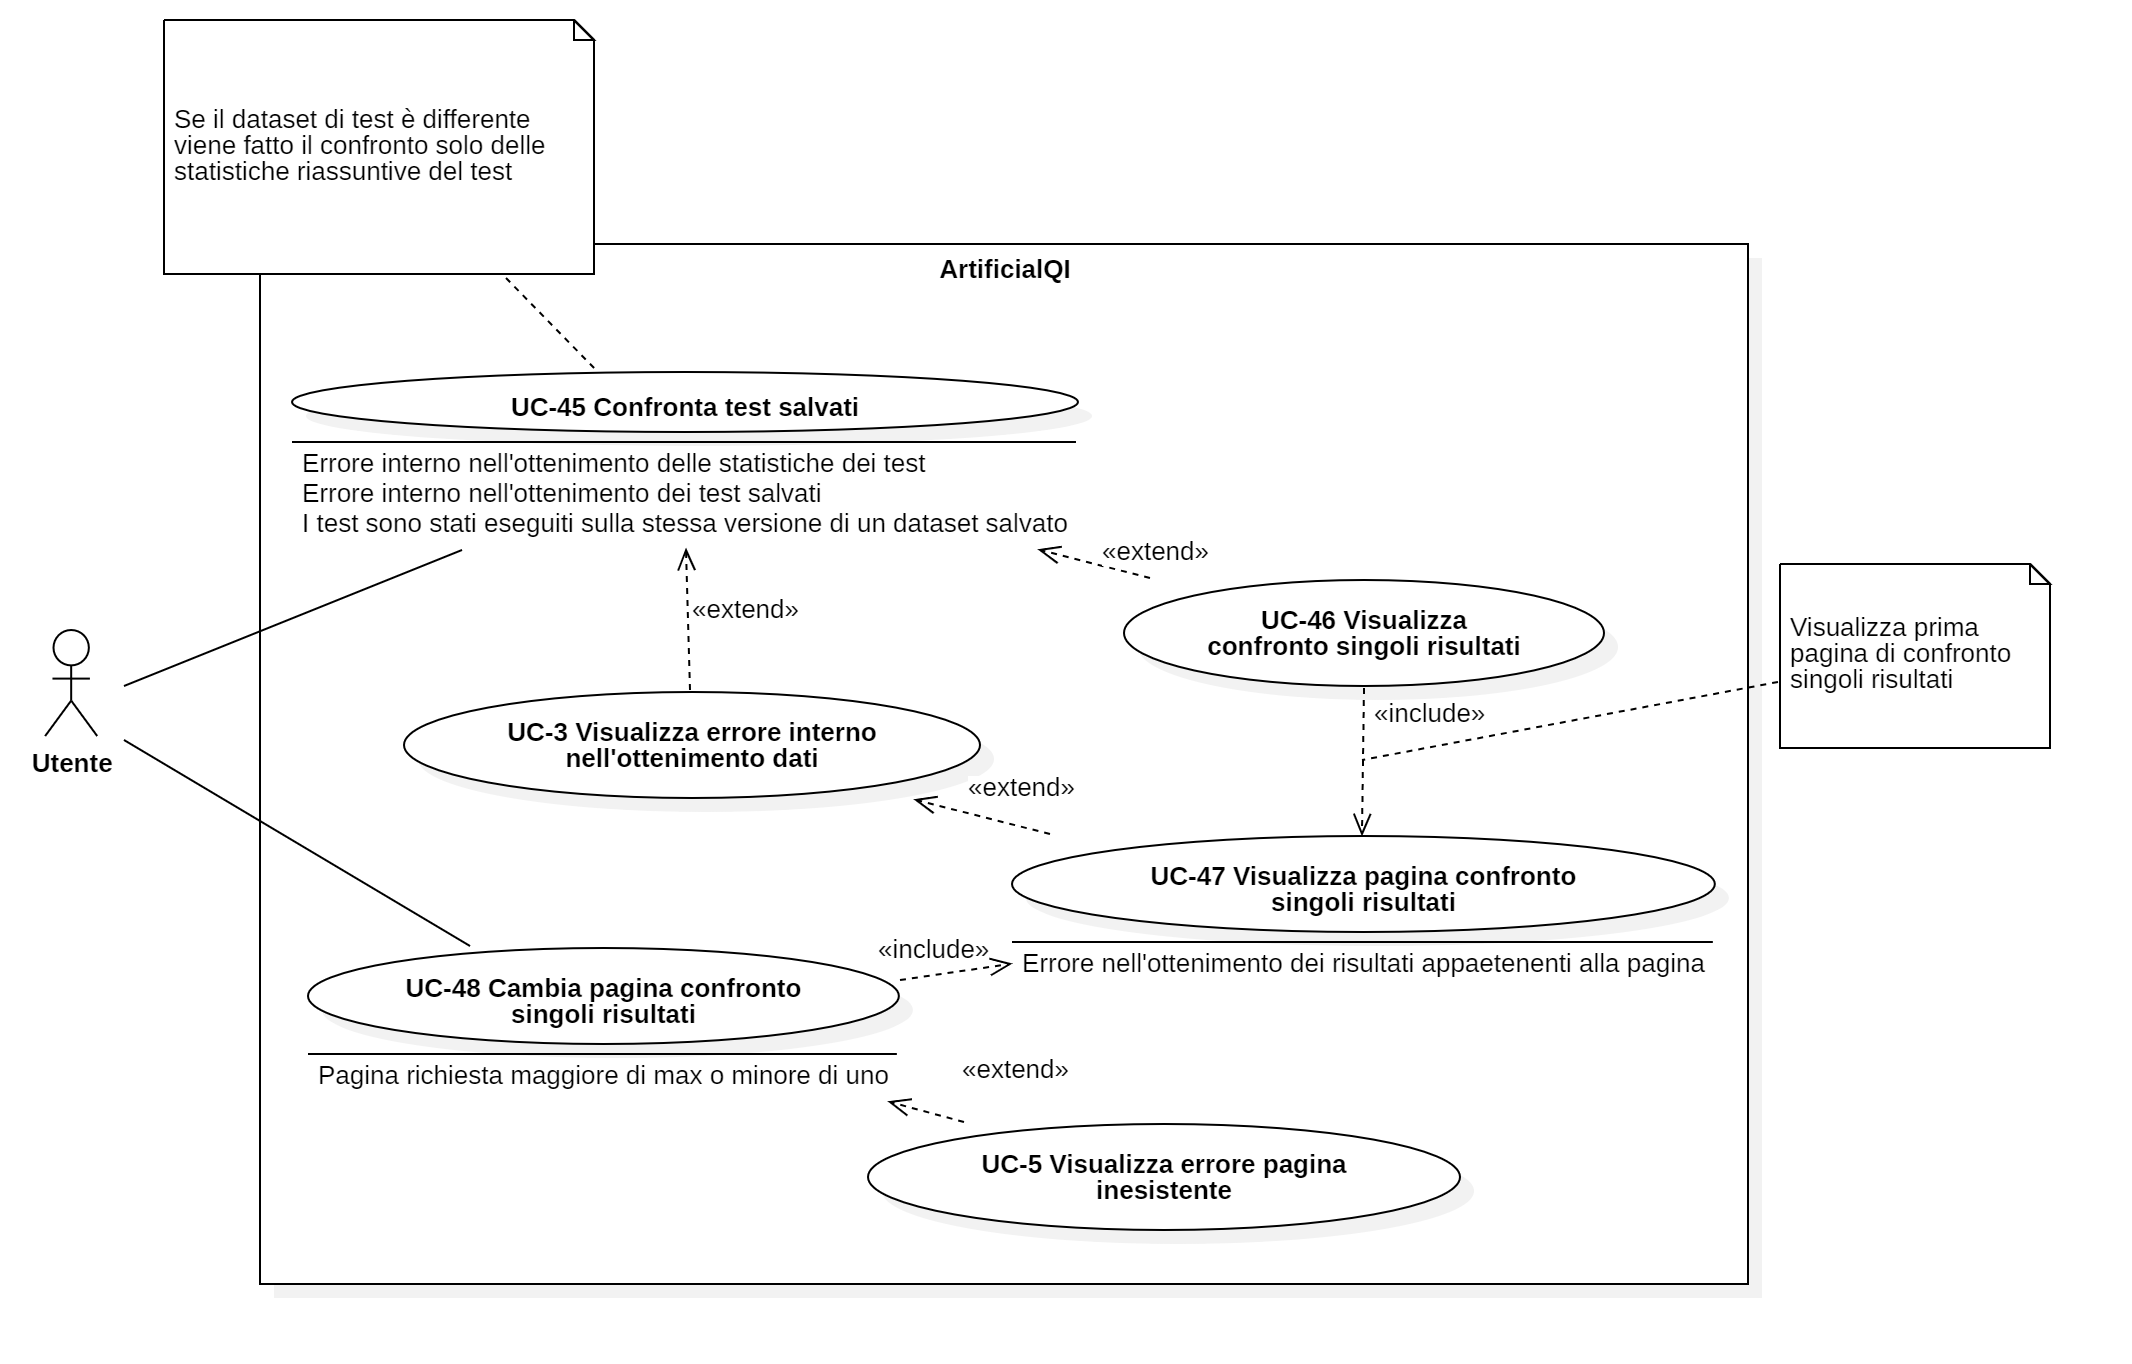 Se il dataset di test è differente
viene fatto il confronto solo delle
statistiche riassuntive del test
ArtificialQI
UC-45 Confronta test salvati
Errore interno nell'ottenimento delle statistiche dei test
Errore interno nell'ottenimento dei test salvati
I test sono stati eseguiti sulla stessa versione di un dataset salvato
«extend»
«extend»
UC-46 Visualizza
confronto singoli risultati
Visualizza prima
pagina di confronto
singoli risultati
«include»
UC-3 Visualizza errore interno
nell'ottenimento dati
Utente
«extend»
UC-47 Visualizza pagina confronto
singoli risultati
«include»
Errore nell'ottenimento dei risultati appaetenenti alla pagina
UC-48 Cambia pagina confronto
singoli risultati
Pagina richiesta maggiore di max o minore di uno
«extend»
UC-5 Visualizza errore pagina
inesistente